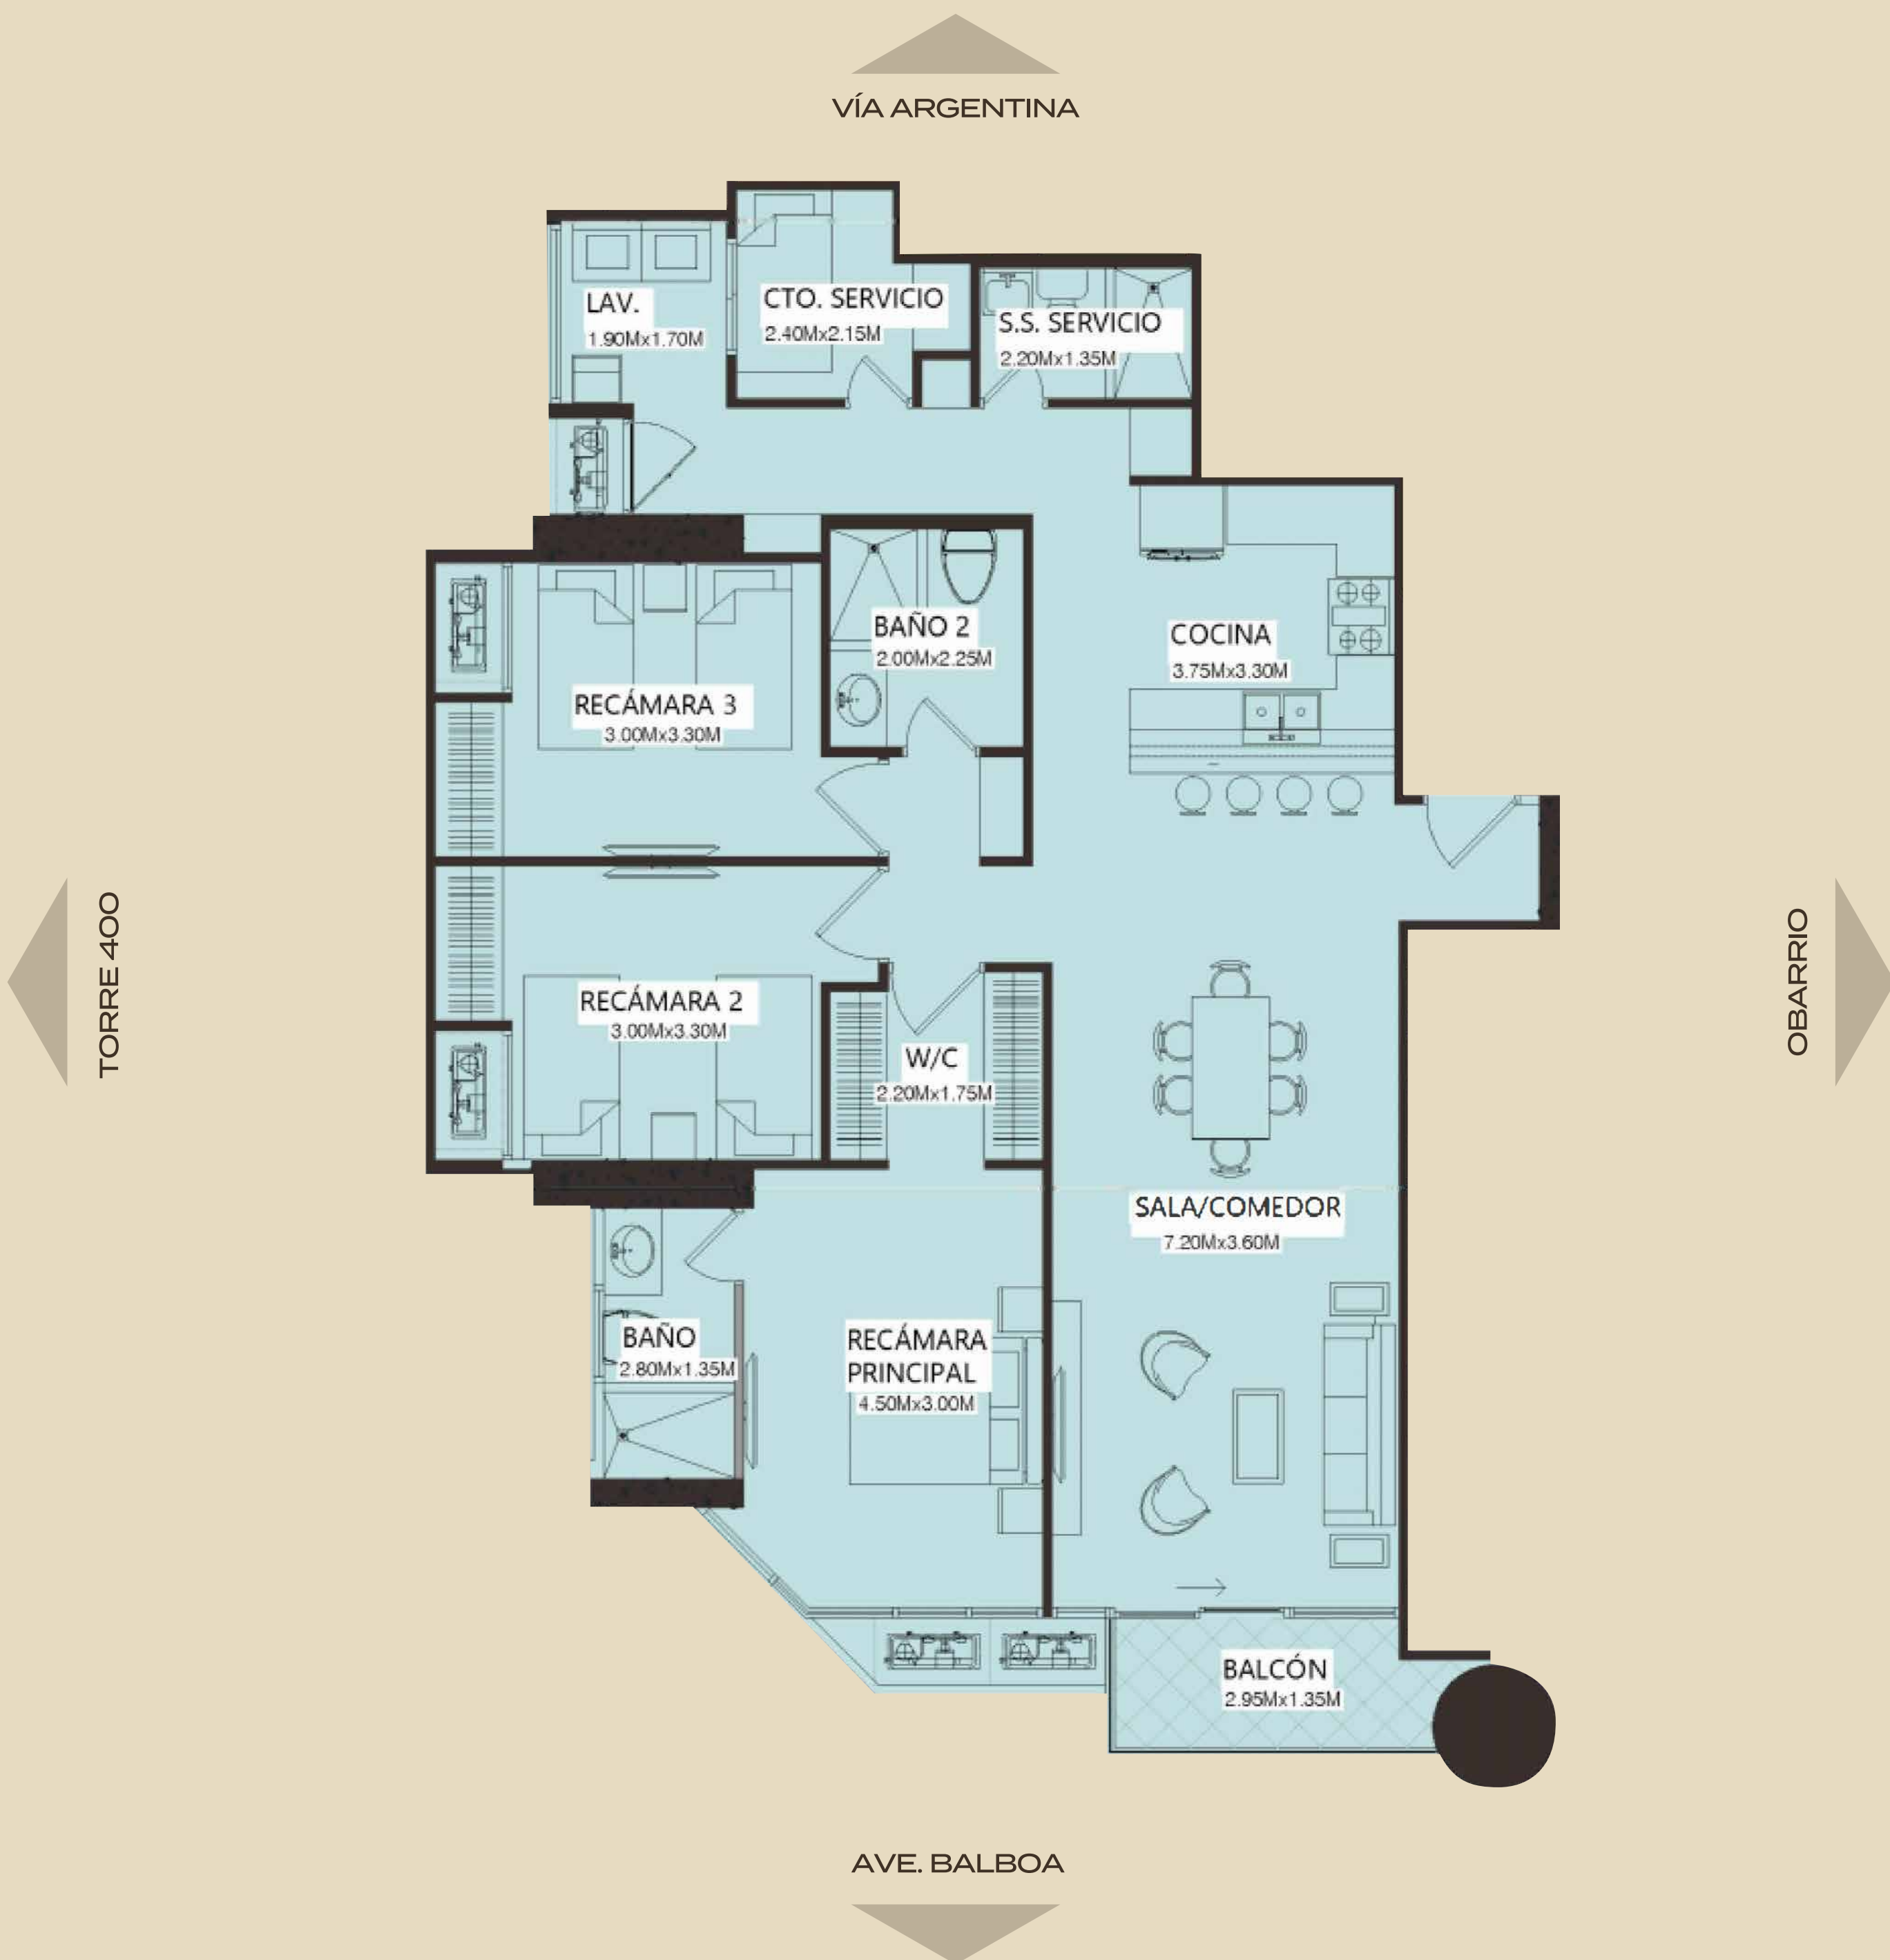 VÍA ARGENTINA
LAV.
1.90Mx1.70M
CTO. SERVICIO
2.40Mx2.15M
S.S. SERVICIO
2.20Mx1.35M
BAÑO 2
2.00Mx2.25M
COCINA
3.75Mx3.30M
RECÁMARA 3
3.00Mx3.30M
TORRE 400
OBARRIO
RECÁMARA 2
3.00Mx3.30M
W/C
2.20Mx1.75M
SALA/COMEDOR
7.20Mx3.60M
BAÑO
2.80Mx1.35M
RECÁMARA
PRINCIPAL
4.50Mx3.00M
BALCÓN
2.95Mx1.35M
AVE. BALBOA